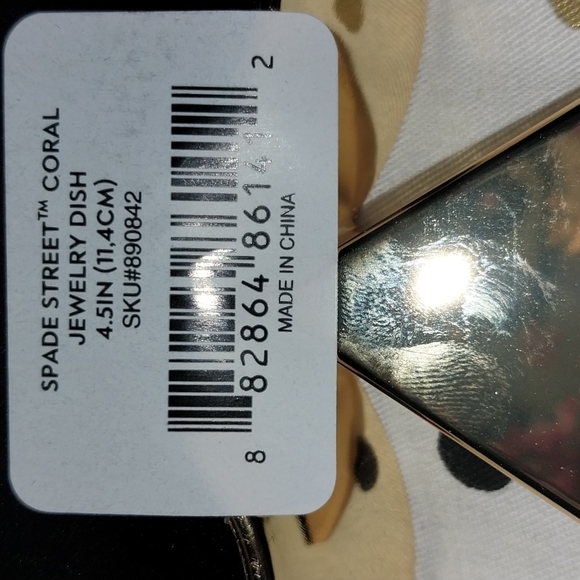 SPADE STREET™ CORAL
JEWELRY DISH
4.5IN (11,4CM)
SKU#890842
8 82864 86141 2
MADE IN CHINA